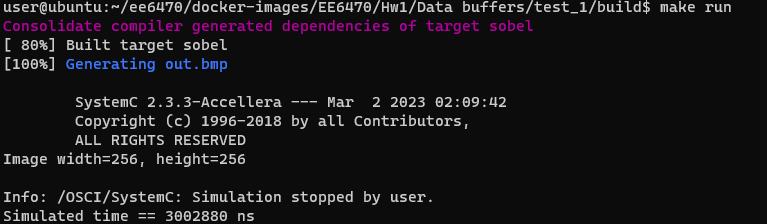 user@ubuntu:~/ee6470/docker-images/EE6470/Hw1/Data buffers/test_1/build$ make run
Consolidate compiler generated dependencies of target sobel
[ 80%] Built target sobel
[100%] Generating out.bmp
SystemC 2.3.3-Accellera --- Mar  2 2023 02:09:42
Copyright (c) 1996-2018 by all Contributors,
ALL RIGHTS RESERVED
Image width=256, height=256
Info: /OSCI/SystemC: Simulation stopped by user.
Simulated time == 3002880 ns